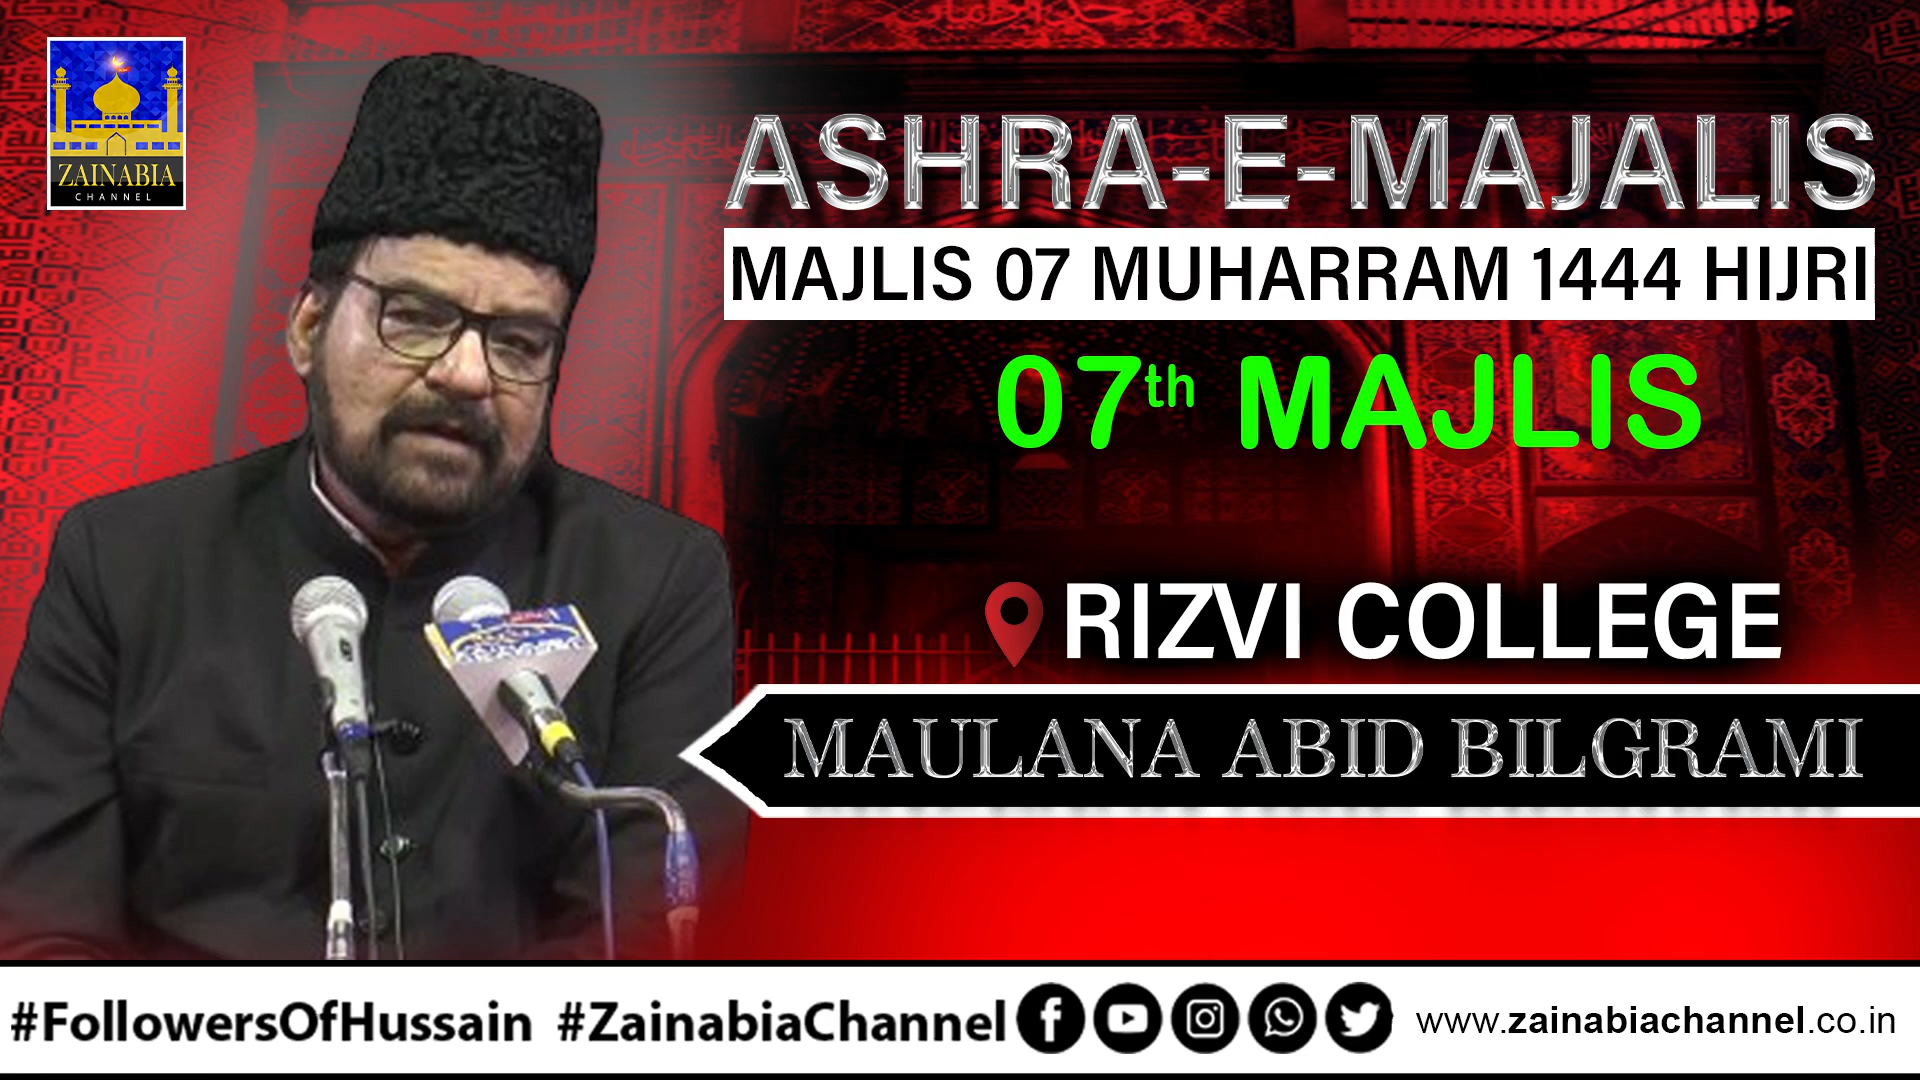 ZAINABIA
CHANNEL
ASHRA-E-MAJALIS
MAJLIS 07 MUHARRAM 1444 HIJRI
07th MAJLIS
RIZVI COLLEGE
MAULANA ABID BILGRAMI
#FollowersOfHussain #ZainabiaChannel www.zainabiachannel.co.in